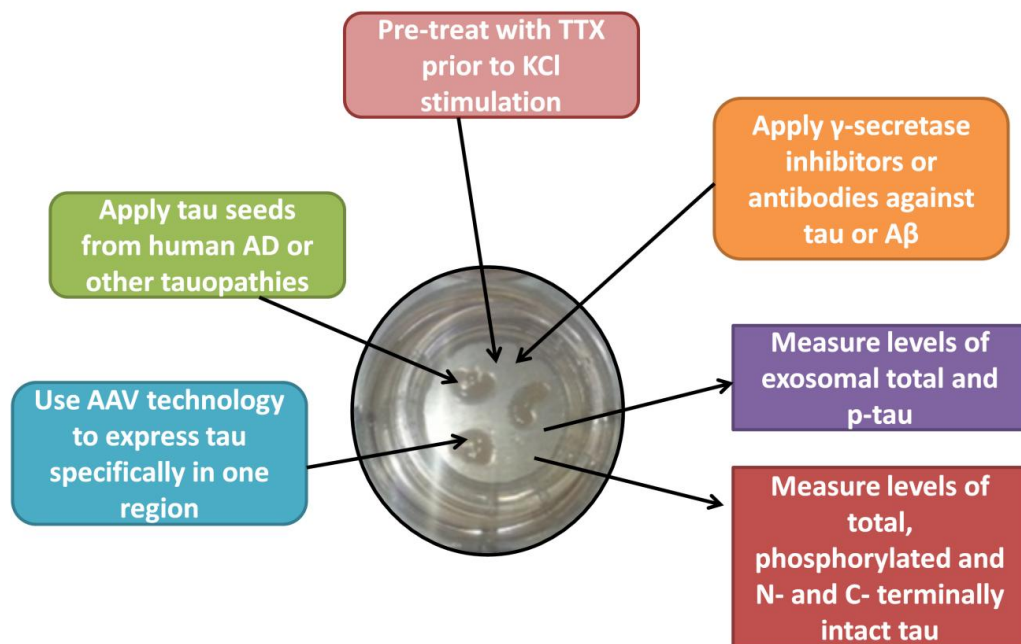 Pre-treat with TTX
prior to KCl
stimulation
Apply γ-secretase
inhibitors or
antibodies against
tau or Aβ
Apply tau seeds
from human AD or
other tauopathies
Use AAV technology
to express tau
specifically in one
region
Measure levels of
exosomal total and
p-tau
Measure levels of
total,
phosphorylated and
N- and C- terminally
intact tau